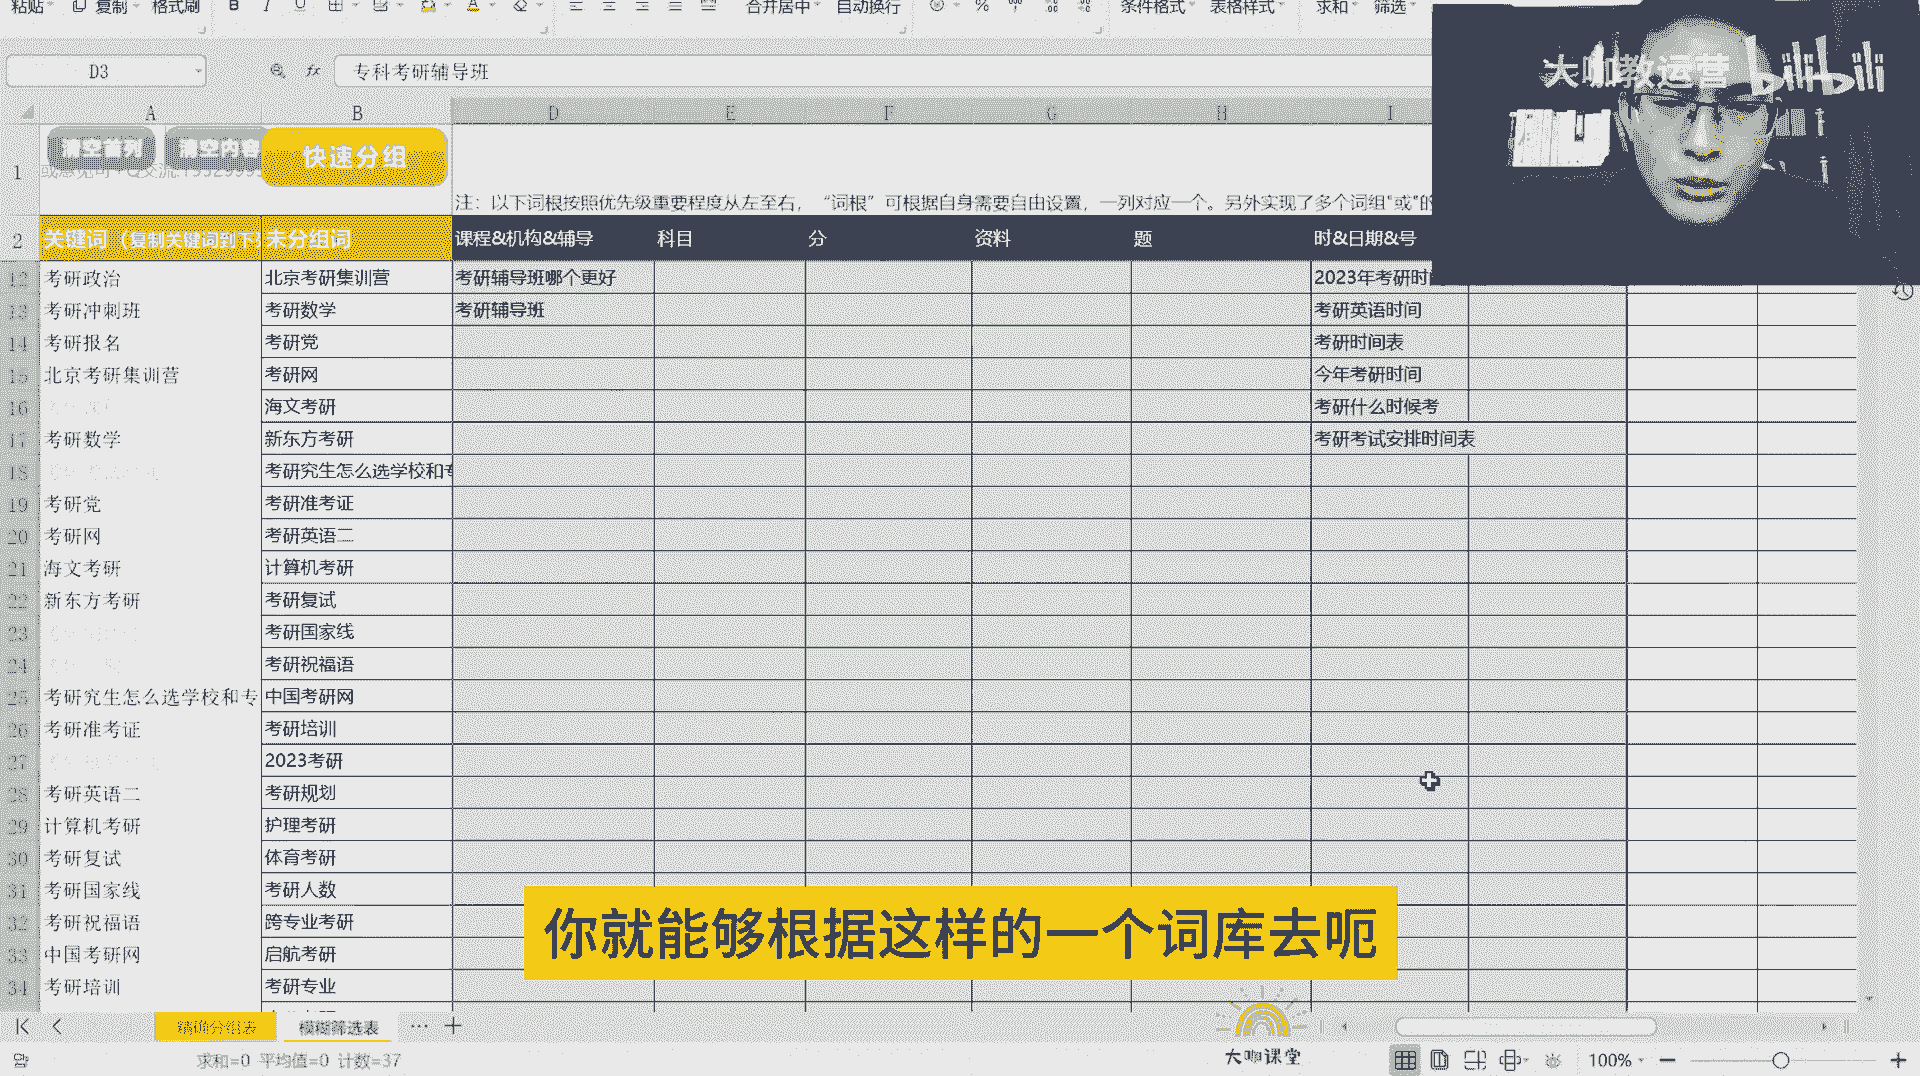 粘贴 复制 格式刷 B I U A 合并居中 自动换行 % 条件格式 表格样式 求和 筛选
D3 fx 专科考研辅导班
大咖教运营 bilibili
A B D E F G H I
清空首列 清空内容 快速分组
1
注：以下词根按照优先级重要程度从左至右，“词根”可根据自身需要自由设置，一列对应一个。另外实现了多个词组"或"的
2 关键词（复制关键词到下 未分组词 课程&机构&辅导 科目 分 资料 题 时&日期&号
12 考研政治 北京考研集训营 考研辅导班哪个更好 2023年考研时
13 考研冲刺班 考研数学 考研辅导班 考研英语时间
14 考研报名 考研党 考研时间表
15 北京考研集训营 考研网 今年考研时间
16 海文考研 考研什么时候考
17 考研数学 新东方考研 考研考试安排时间表
18 考研究生怎么选学校和专
19 考研党 考研准考证
20 考研网 考研英语二
21 海文考研 计算机考研
22 新东方考研 考研复试
23 考研国家线
24 考研祝福语
25 考研究生怎么选学校和专 中国考研网
26 考研准考证 考研培训
27 2023考研
28 考研英语二 考研规划
29 计算机考研 护理考研
30 考研复试 体育考研
31 考研国家线 考研人数
32 考研祝福语 跨专业考研
33 中国考研网 启航考研
34 考研培训 考研专业
你就能够根据这样的一个词库去呃
精确分组表 模糊筛选表 ··· +
大咖课堂
求和=0 平均值=0 计数=37 100% − +